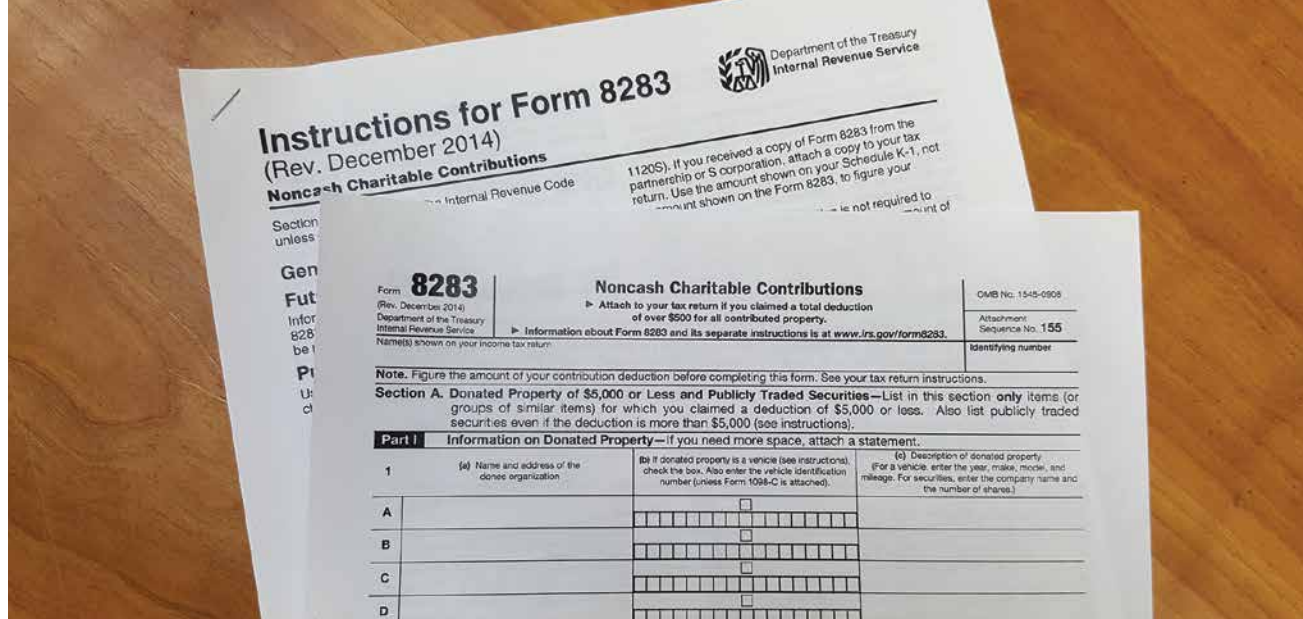 Department of the Treasury
Internal Revenue Service
Instructions for Form 8283
(Rev. December 2014)
Noncash Charitable Contributions
Internal Revenue Code
Section
unless
Gen
Fut
Infor
828
be
1120S). If you received a copy of Form 8283 from the
partnership or S corporation, attach a copy to your tax
return. Use the amount shown on your Schedule K-1, not
shown on the Form 8283, to figure your
is not required to
of
Form 8283
(Rev. December 2014)
Department of the Treasury
Internal Revenue Service
Noncash Charitable Contributions
▶ Attach to your tax return if you claimed a total deduction
of over $500 for all contributed property.
▶ Information about Form 8283 and its separate instructions is at www.irs.gov/form8283.
OMB No. 1545-0908
Attachment
Sequence No. 155
Name(s) shown on your income tax return
Identifying number
Note. Figure the amount of your contribution deduction before completing this form. See your tax return instructions.
Section A. Donated Property of $5,000 or Less and Publicly Traded Securities—List in this section only items (or
groups of similar items) for which you claimed a deduction of $5,000 or less. Also list publicly traded
securities even if the deduction is more than $5,000 (see instructions).
Part I Information on Donated Property—If you need more space, attach a statement.
1
(a) Name and address of the
donee organization
(b) If donated property is a vehicle (see instructions),
check the box. Also enter the vehicle identification
number (unless Form 1098-C is attached).
(c) Description of donated property
(For a vehicle, enter the year, make, model, and
mileage. For securities, enter the company name and
the number of shares.)
A
B
C
D